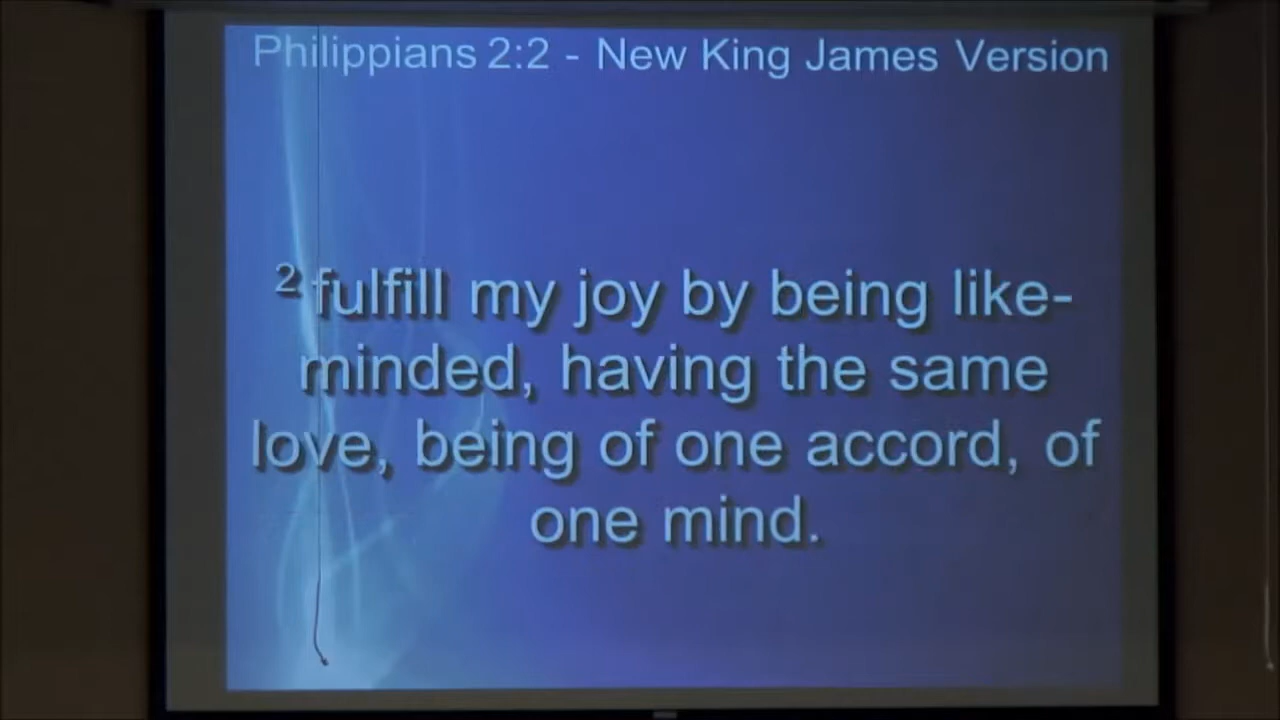 Philippians 2:2 - New King James Version
2 fulfill my joy by being like-
minded, having the same
love, being of one accord, of
one mind.